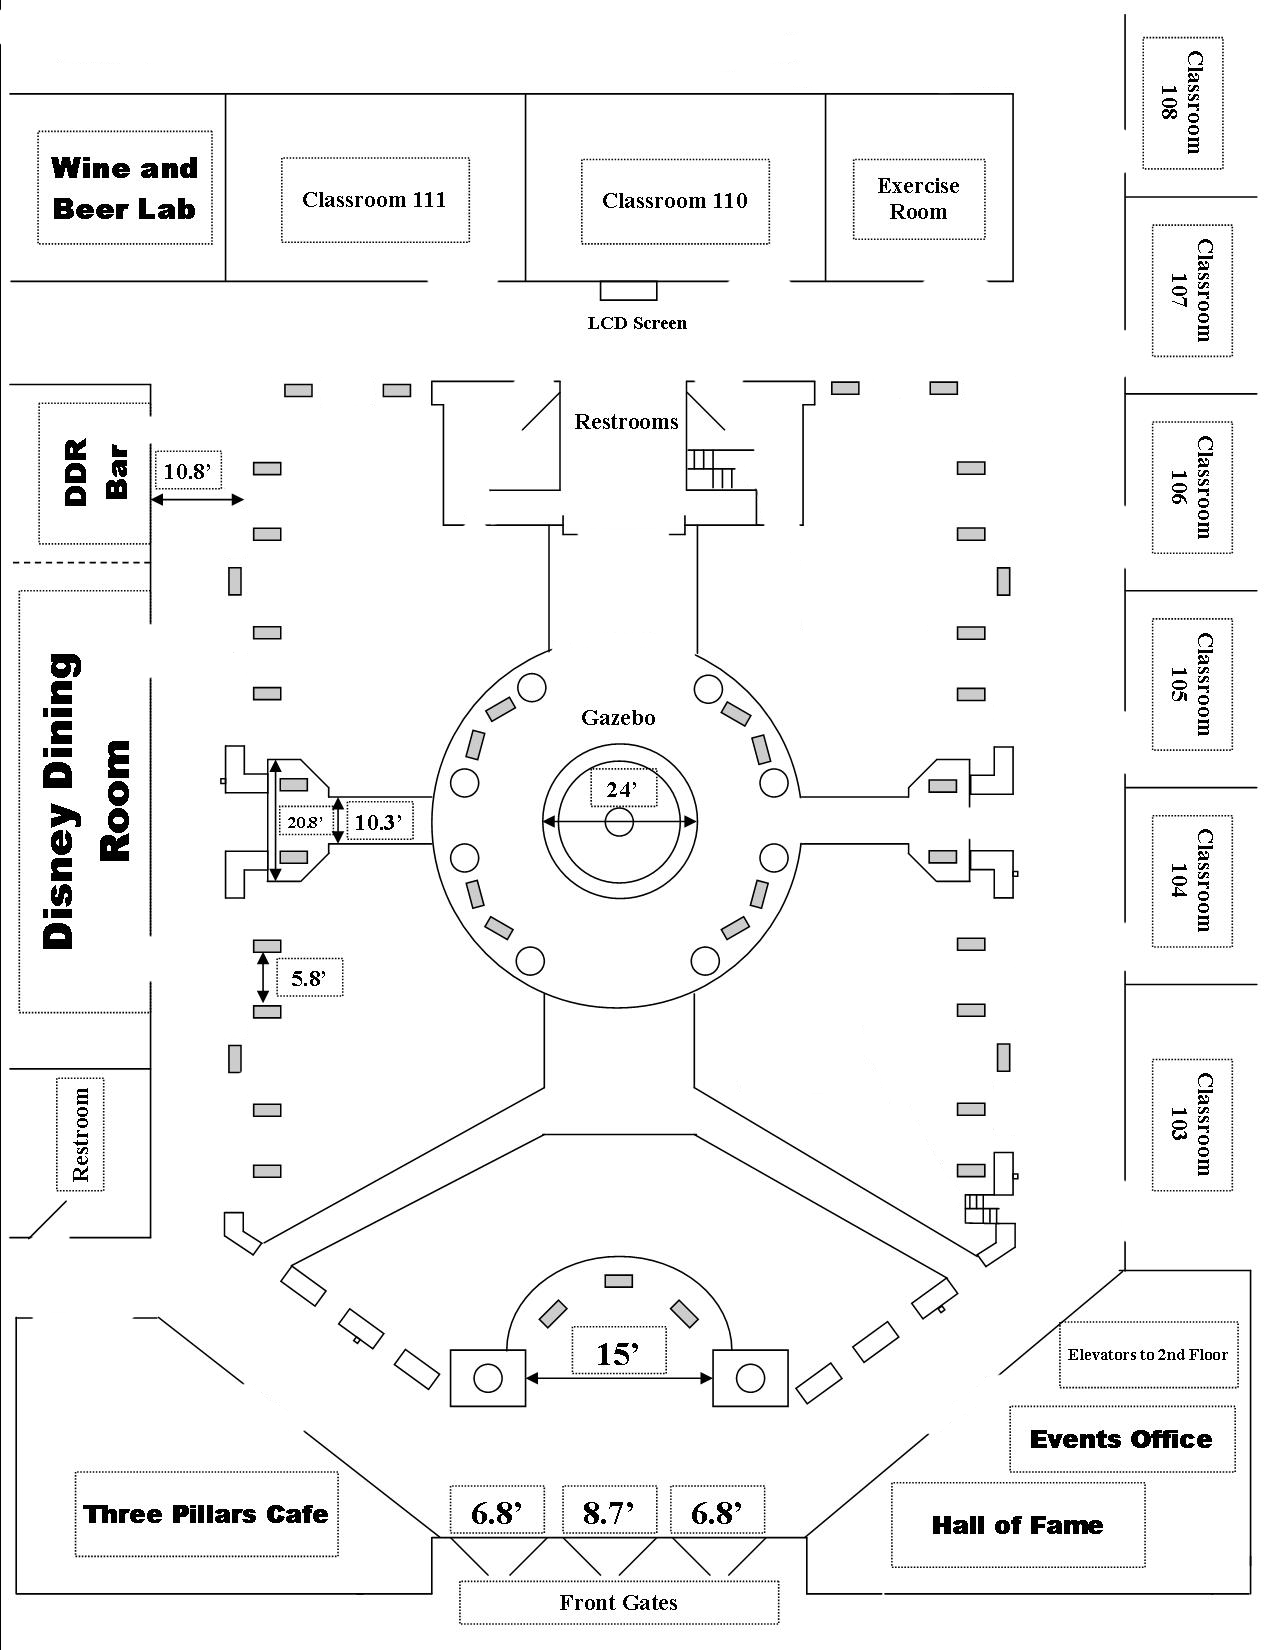 Classroom
108
Wine and
Beer Lab
Classroom 111
Classroom 110
Exercise
Room
Classroom
107
LCD Screen
DDR
Bar
10.8’
Restrooms
Classroom
106
Disney Dining
Room
Gazebo
24’
20.8’
10.3’
Classroom
105
Classroom
104
5.8’
Restroom
Classroom
103
15’
Elevators to 2nd Floor
Events Office
Three Pillars Cafe
6.8’
8.7’
6.8’
Hall of Fame
Front Gates